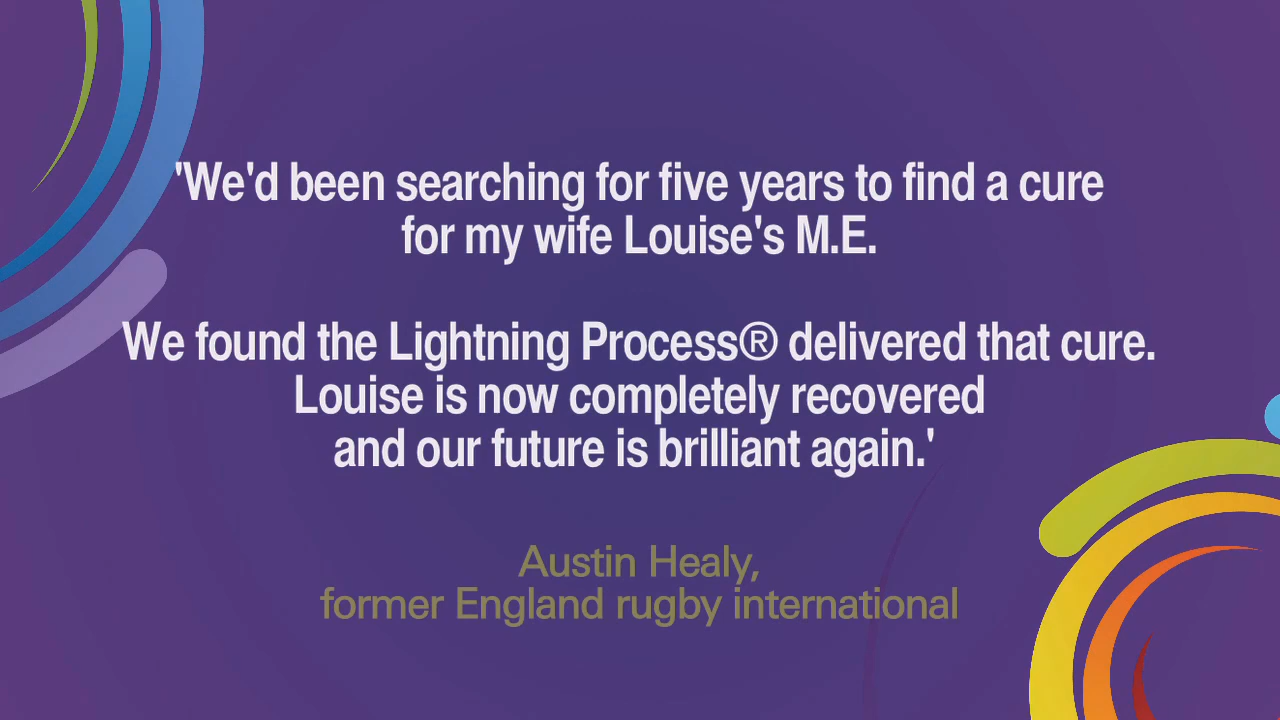 'We'd been searching for five years to find a cure
for my wife Louise's M.E.
We found the Lightning Process® delivered that cure.
Louise is now completely recovered
and our future is brilliant again.'
Austin Healy,
former England rugby international